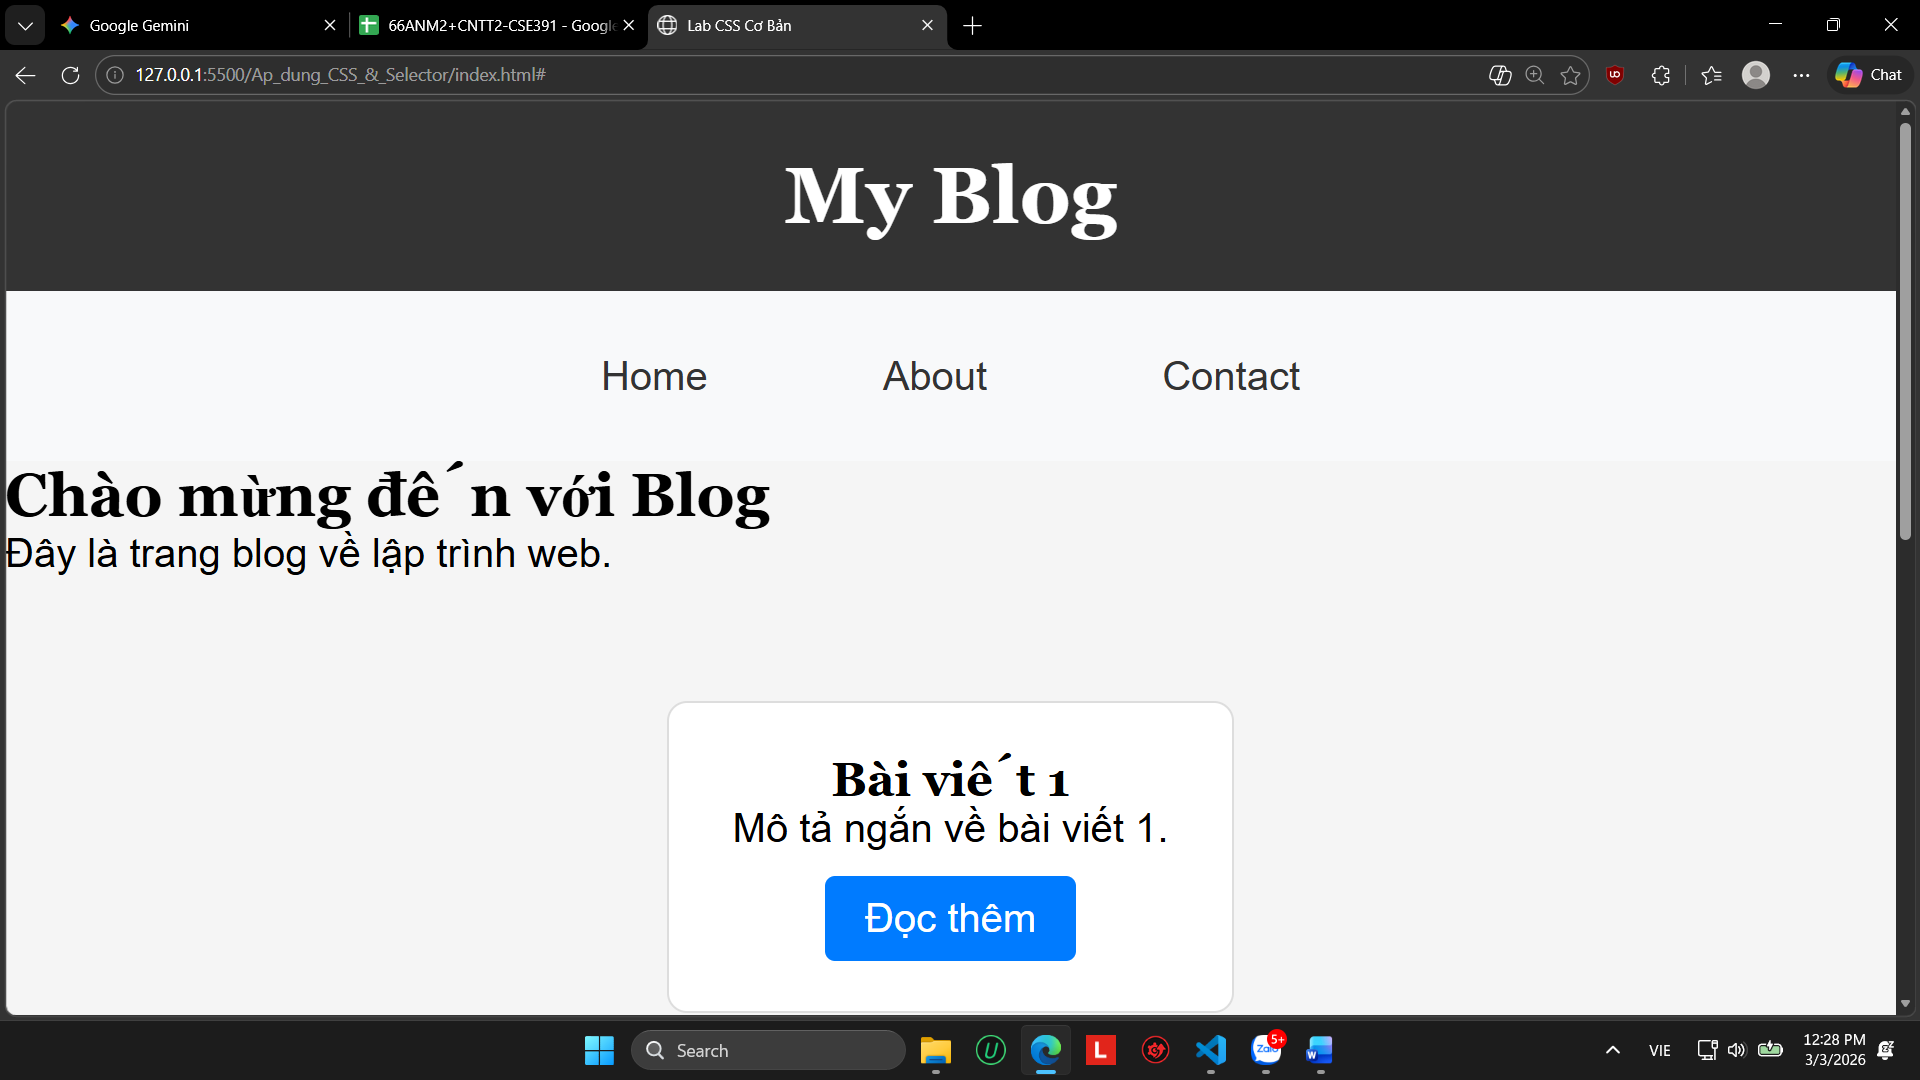 Google Gemini
66ANM2+CNTT2-CSE391 - Google
Lab CSS Cơ Bản
127.0.0.1:5500/Ap_dung_CSS_&_Selector/index.html#
Chat
My Blog
Home About Contact
Chào mừng đến với Blog
Đây là trang blog về lập trình web.
Bài viết 1
Mô tả ngắn về bài viết 1.
Đọc thêm
Search
L
Zalo
5+
W
VIE
12:28 PM
3/3/2026